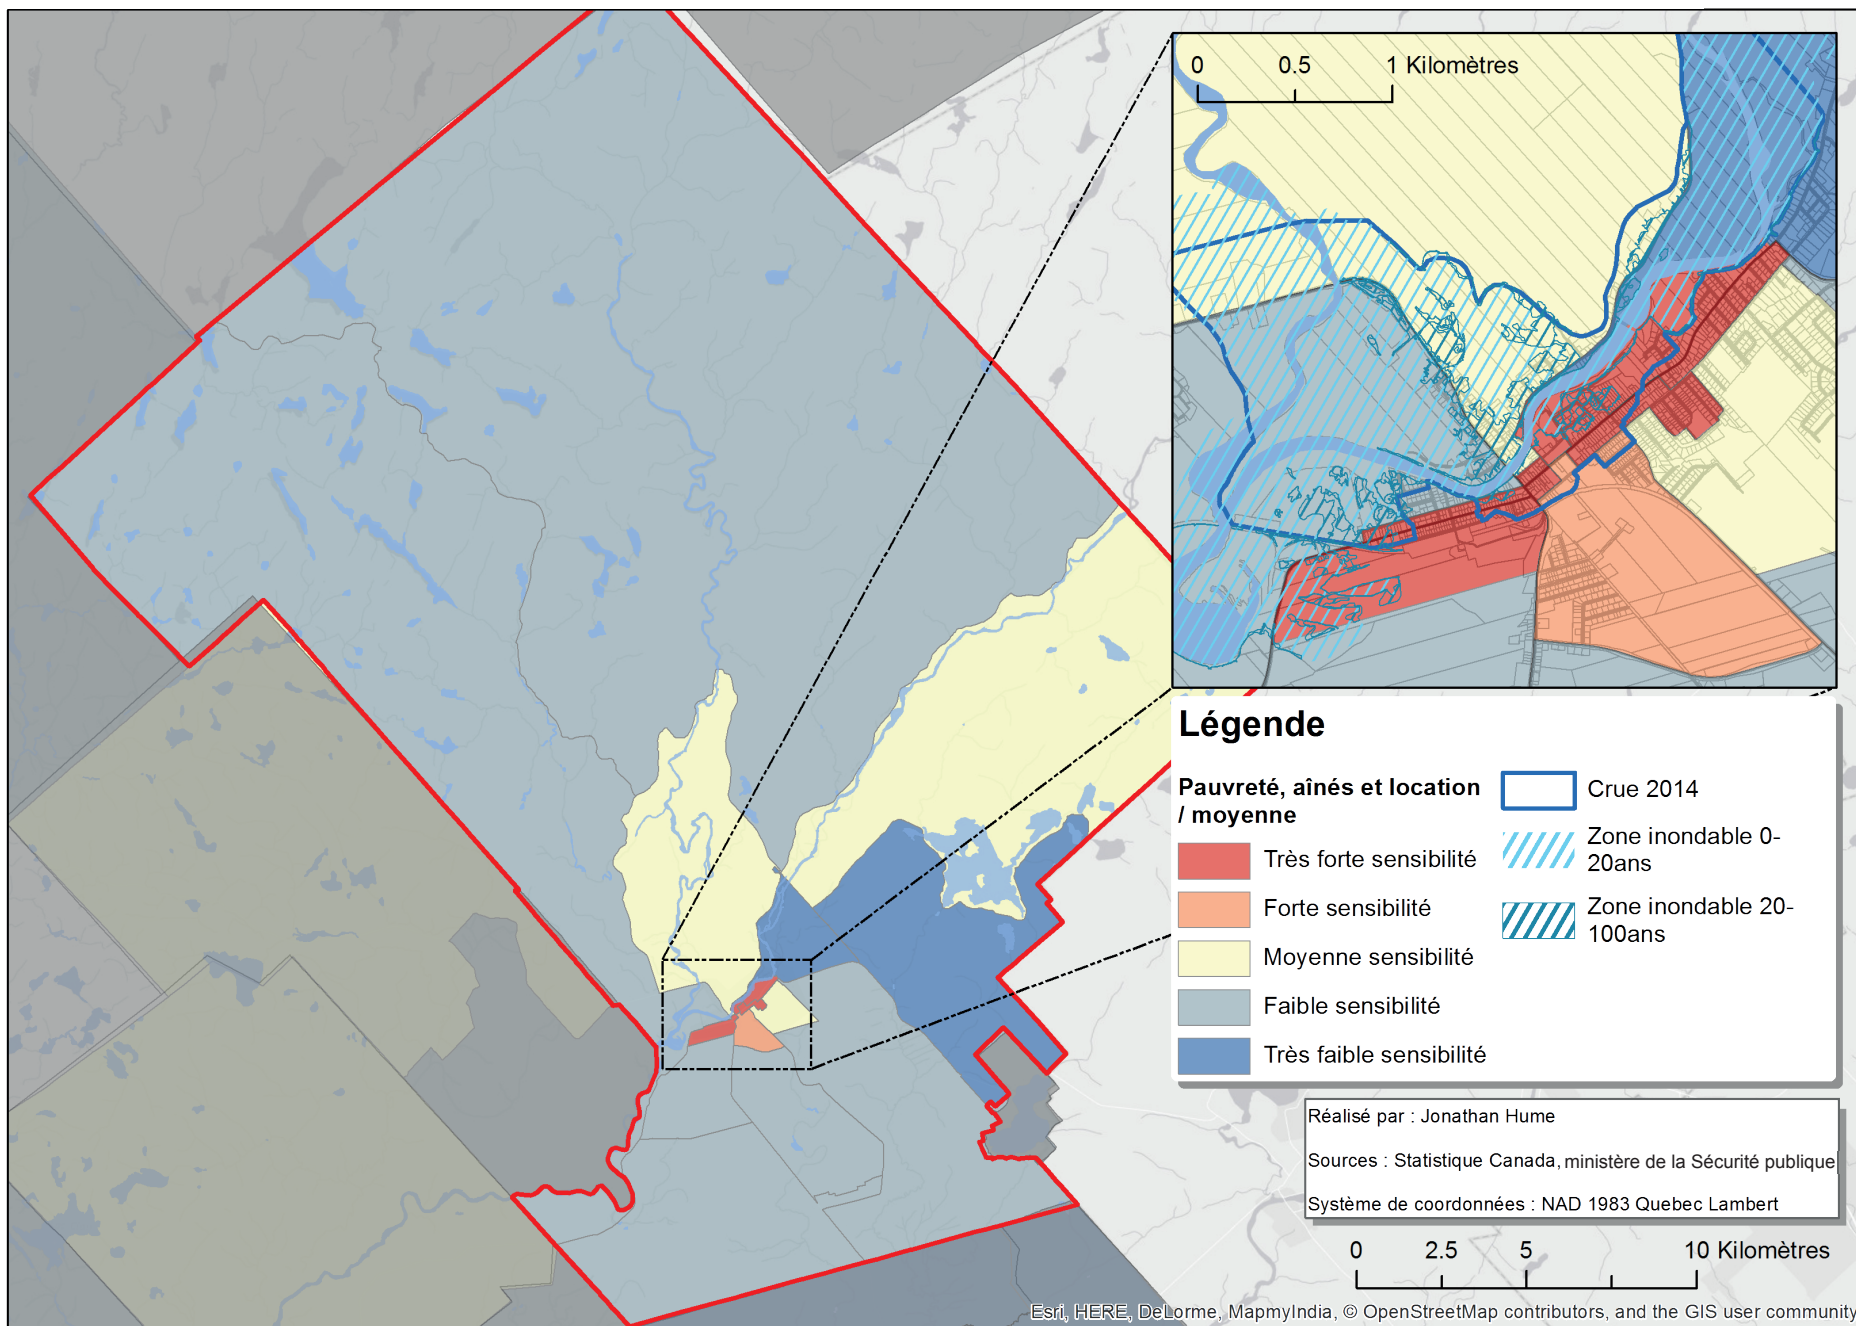 0 0.5 1 Kilomètres
Légende
Pauvreté, aînés et location
/ moyenne
Très forte sensibilité
Forte sensibilité
Moyenne sensibilité
Faible sensibilité
Très faible sensibilité
Crue 2014
Zone inondable 0-
20ans
Zone inondable 20-
100ans
Réalisé par : Jonathan Hume
Sources : Statistique Canada, ministère de la Sécurité publique
Système de coordonnées : NAD 1983 Quebec Lambert
0 2.5 5 10 Kilomètres
Esri, HERE, DeLorme, MapmyIndia, © OpenStreetMap contributors, and the GIS user community